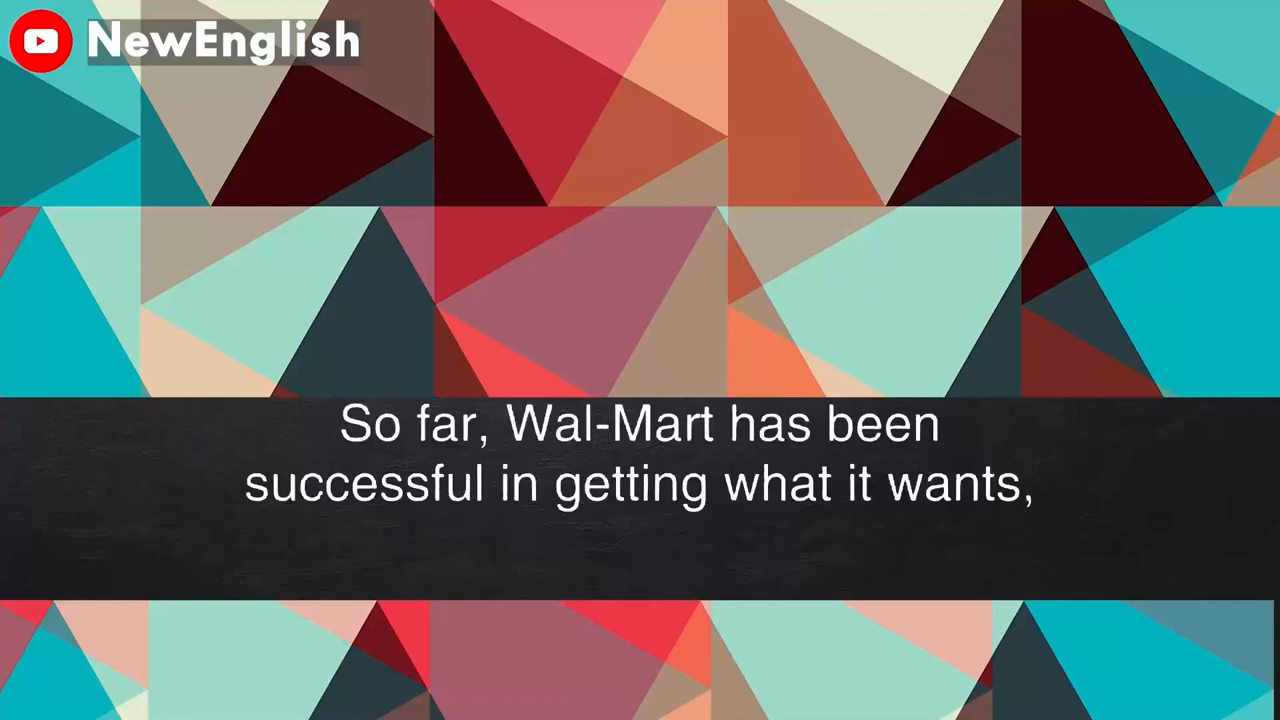 NewEnglish
So far, Wal-Mart has been
successful in getting what it wants,